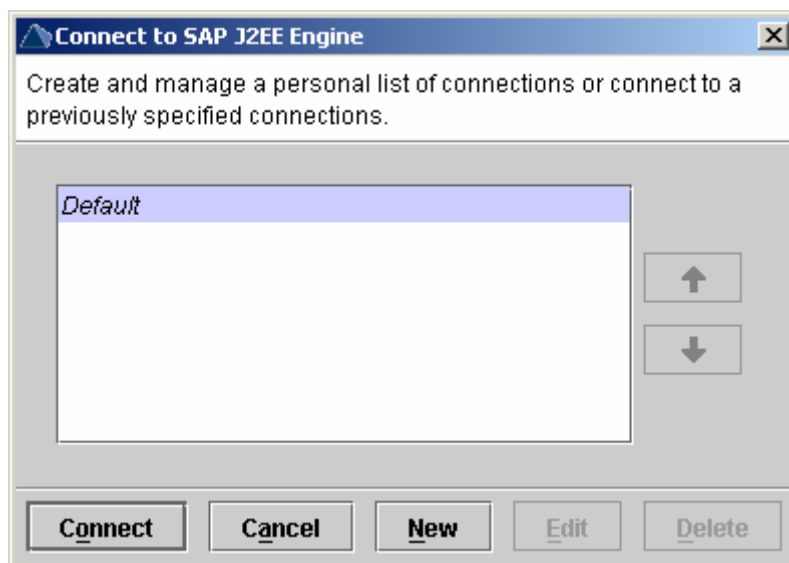 Connect to SAP J2EE Engine
Create and manage a personal list of connections or connect to a
previously specified connections.
Default
Connect Cancel New Edit Delete